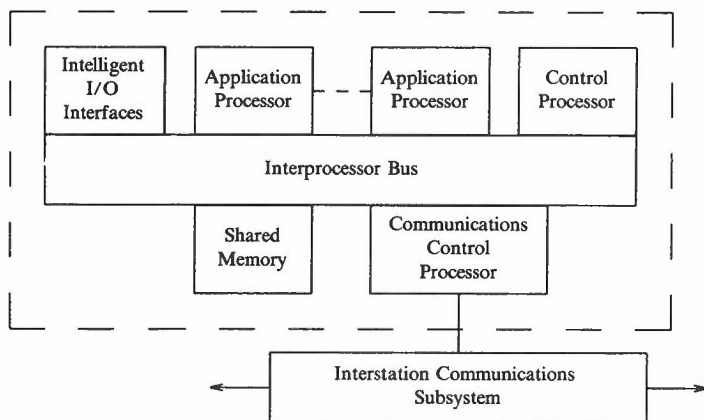 Intelligent
I/O
Interfaces
Application
Processor
Application
Processor
Control
Processor
Interprocessor Bus
Shared
Memory
Communications
Control
Processor
Interstation Communications
Subsystem